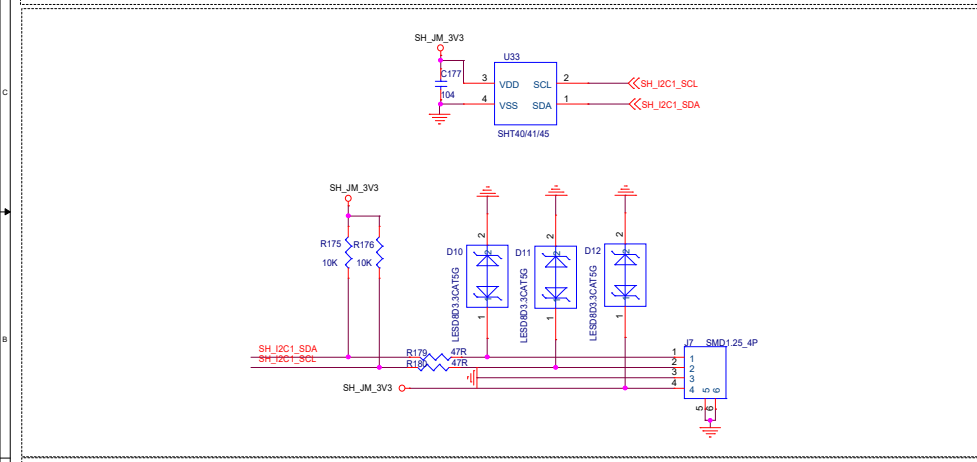 SH_JM_3V3
U33
C177
104
3 VDD SCL 2
SH_I2C1_SCL
4 VSS SDA 1
SH_I2C1_SDA
SHT40/41/45
C
SH_JM_3V3
R175 R176
10K 10K
D10 D11 D12
2 2 2
2 2 2
LESD8D3.3CAT5G
LESD8D3.3CAT5G
LESD8D3.3CAT5G
1 1 1
B
J7 SMD1.25_4P
SH_I2C1_SDA
R179 47R
1 1
SH_I2C1_SCL
R180 47R
2 2
3 3
SH_JM_3V3
4 4
5 6
5 6